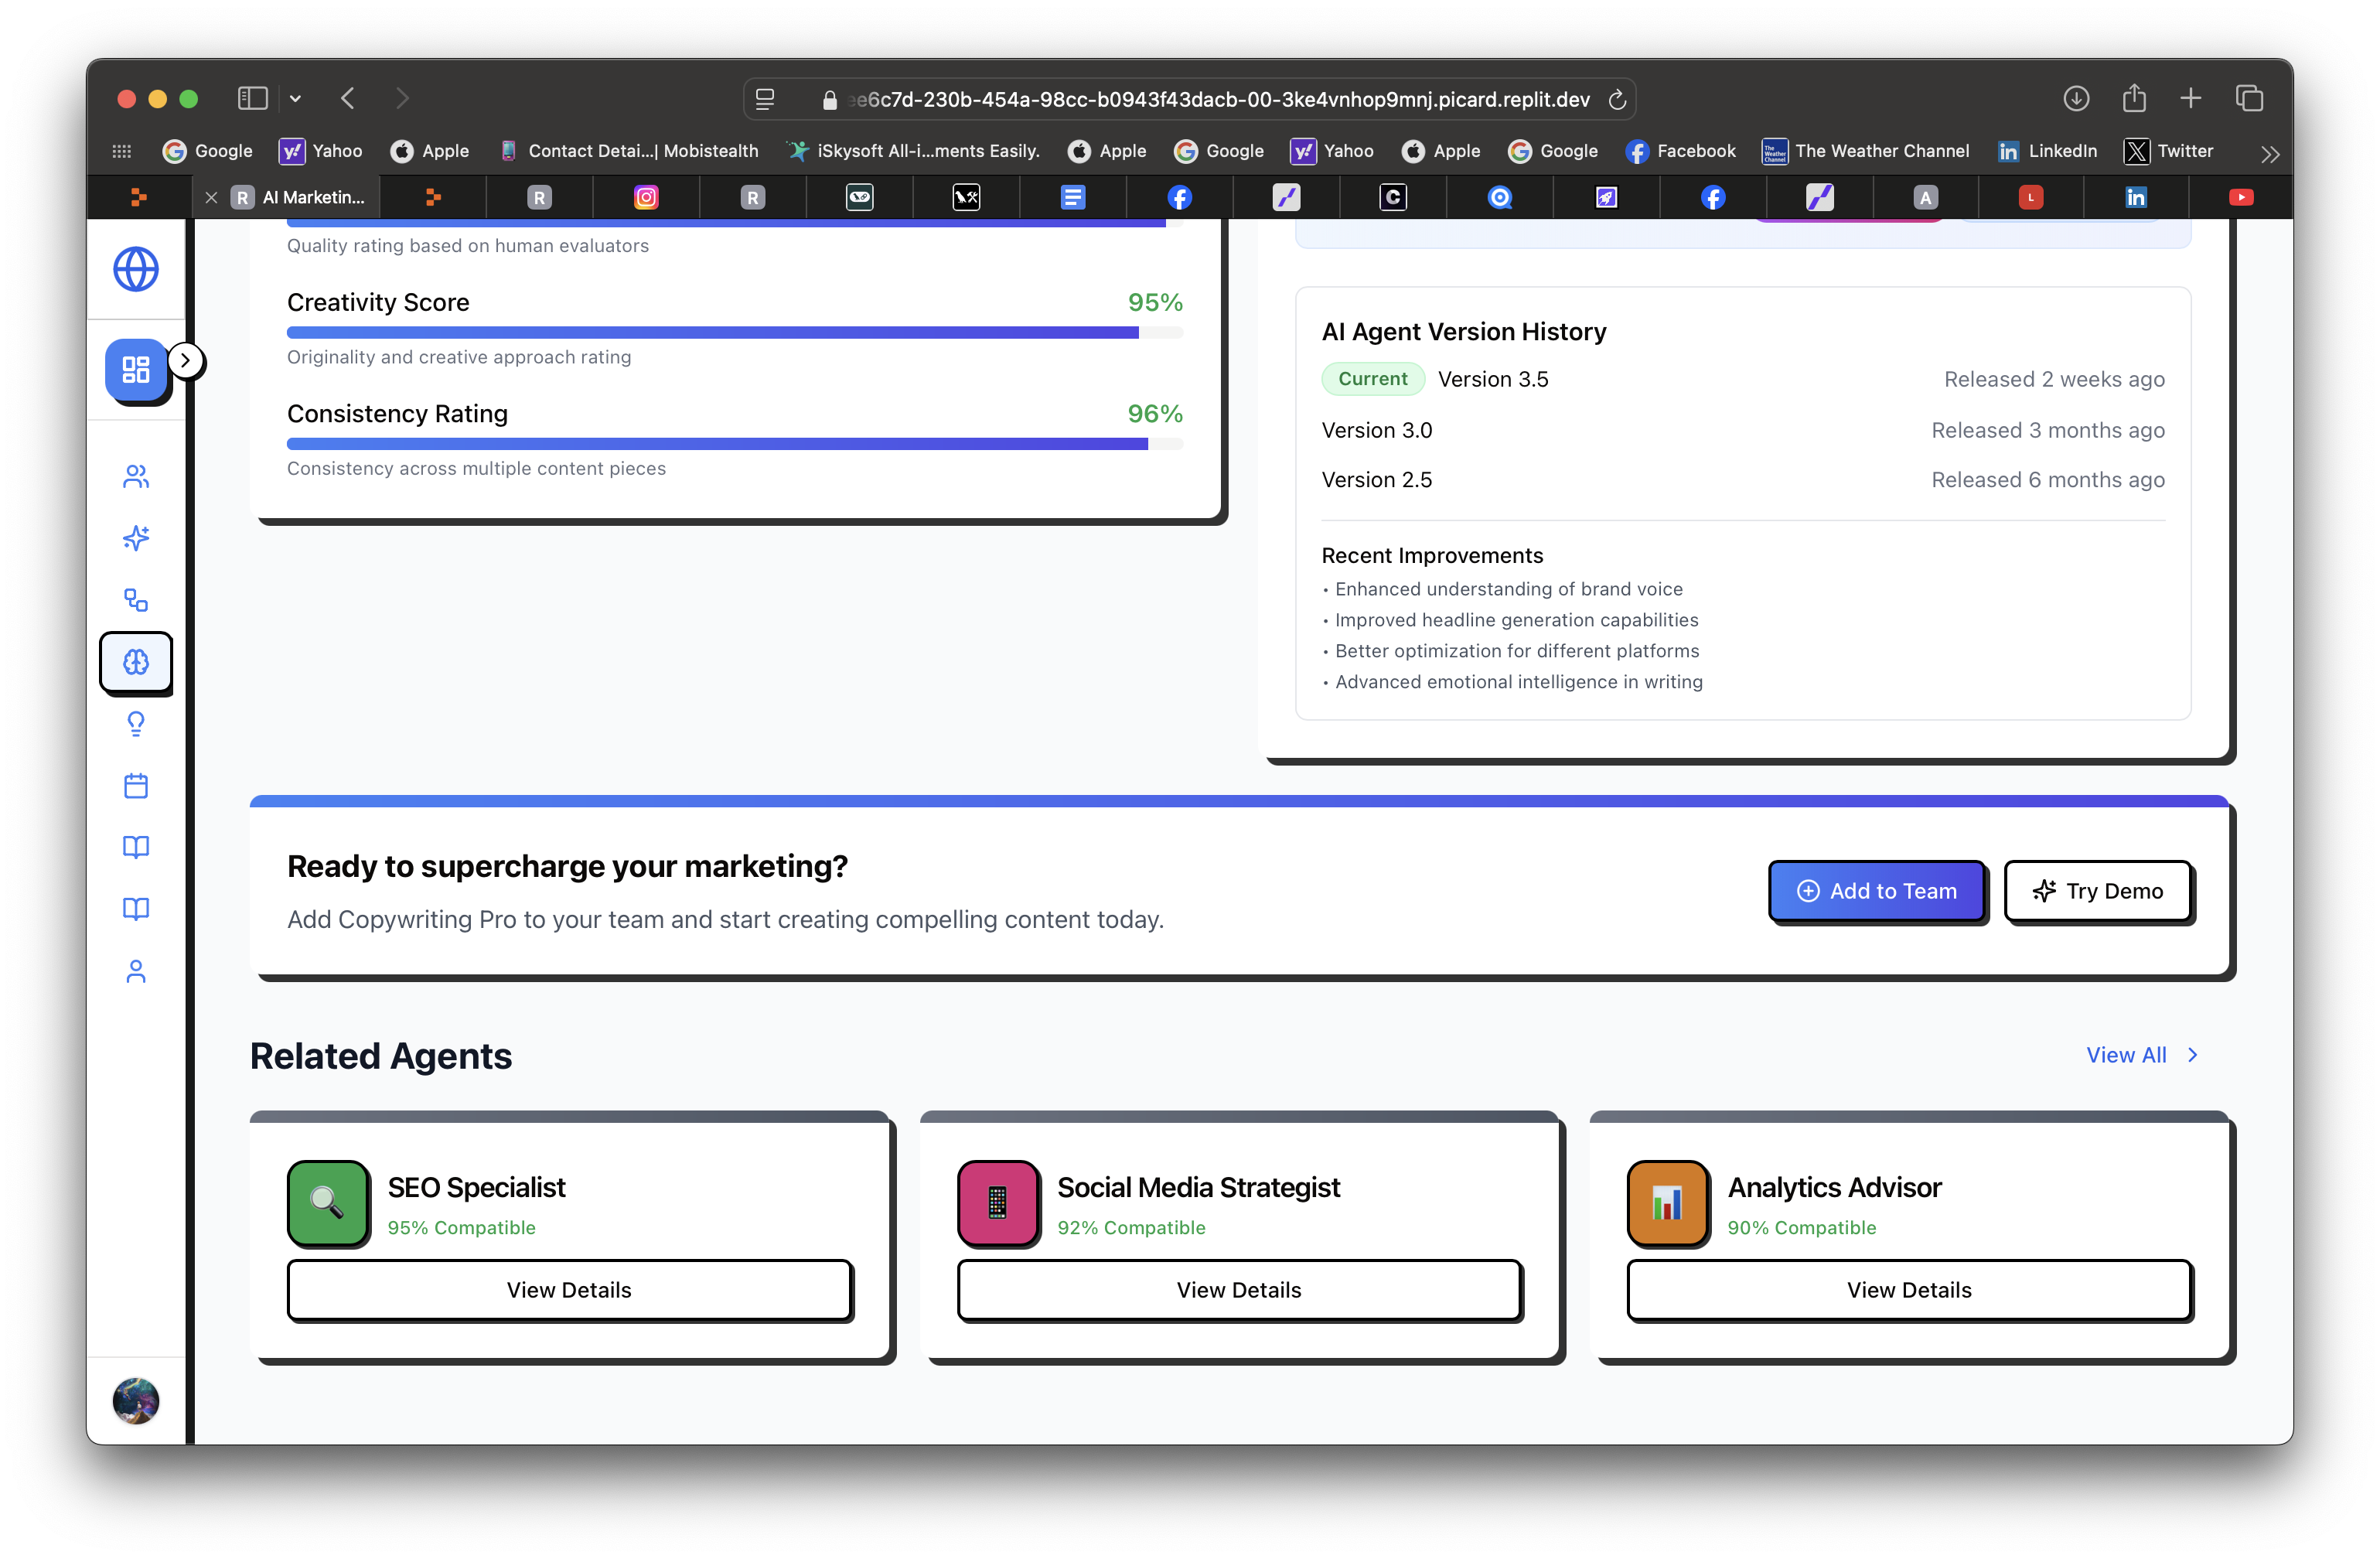 ee6c7d-230b-454a-98cc-b0943f43dacb-00-3ke4vnhop9mnj.picard.replit.dev
Google
Yahoo
Apple
Contact Detai...| Mobistealth
iSkysoft All-i...ments Easily.
Apple
Google
Yahoo
Apple
Google
Facebook
The Weather Channel
LinkedIn
Twitter
R AI Marketin...
Quality rating based on human evaluators
Creativity Score 95%
Originality and creative approach rating
Consistency Rating 96%
Consistency across multiple content pieces
AI Agent Version History
Current Version 3.5 Released 2 weeks ago
Version 3.0 Released 3 months ago
Version 2.5 Released 6 months ago
Recent Improvements
• Enhanced understanding of brand voice
• Improved headline generation capabilities
• Better optimization for different platforms
• Advanced emotional intelligence in writing
Ready to supercharge your marketing?
Add Copywriting Pro to your team and start creating compelling content today.
Add to Team
Try Demo
Related Agents
View All
SEO Specialist
95% Compatible
View Details
Social Media Strategist
92% Compatible
View Details
Analytics Advisor
90% Compatible
View Details